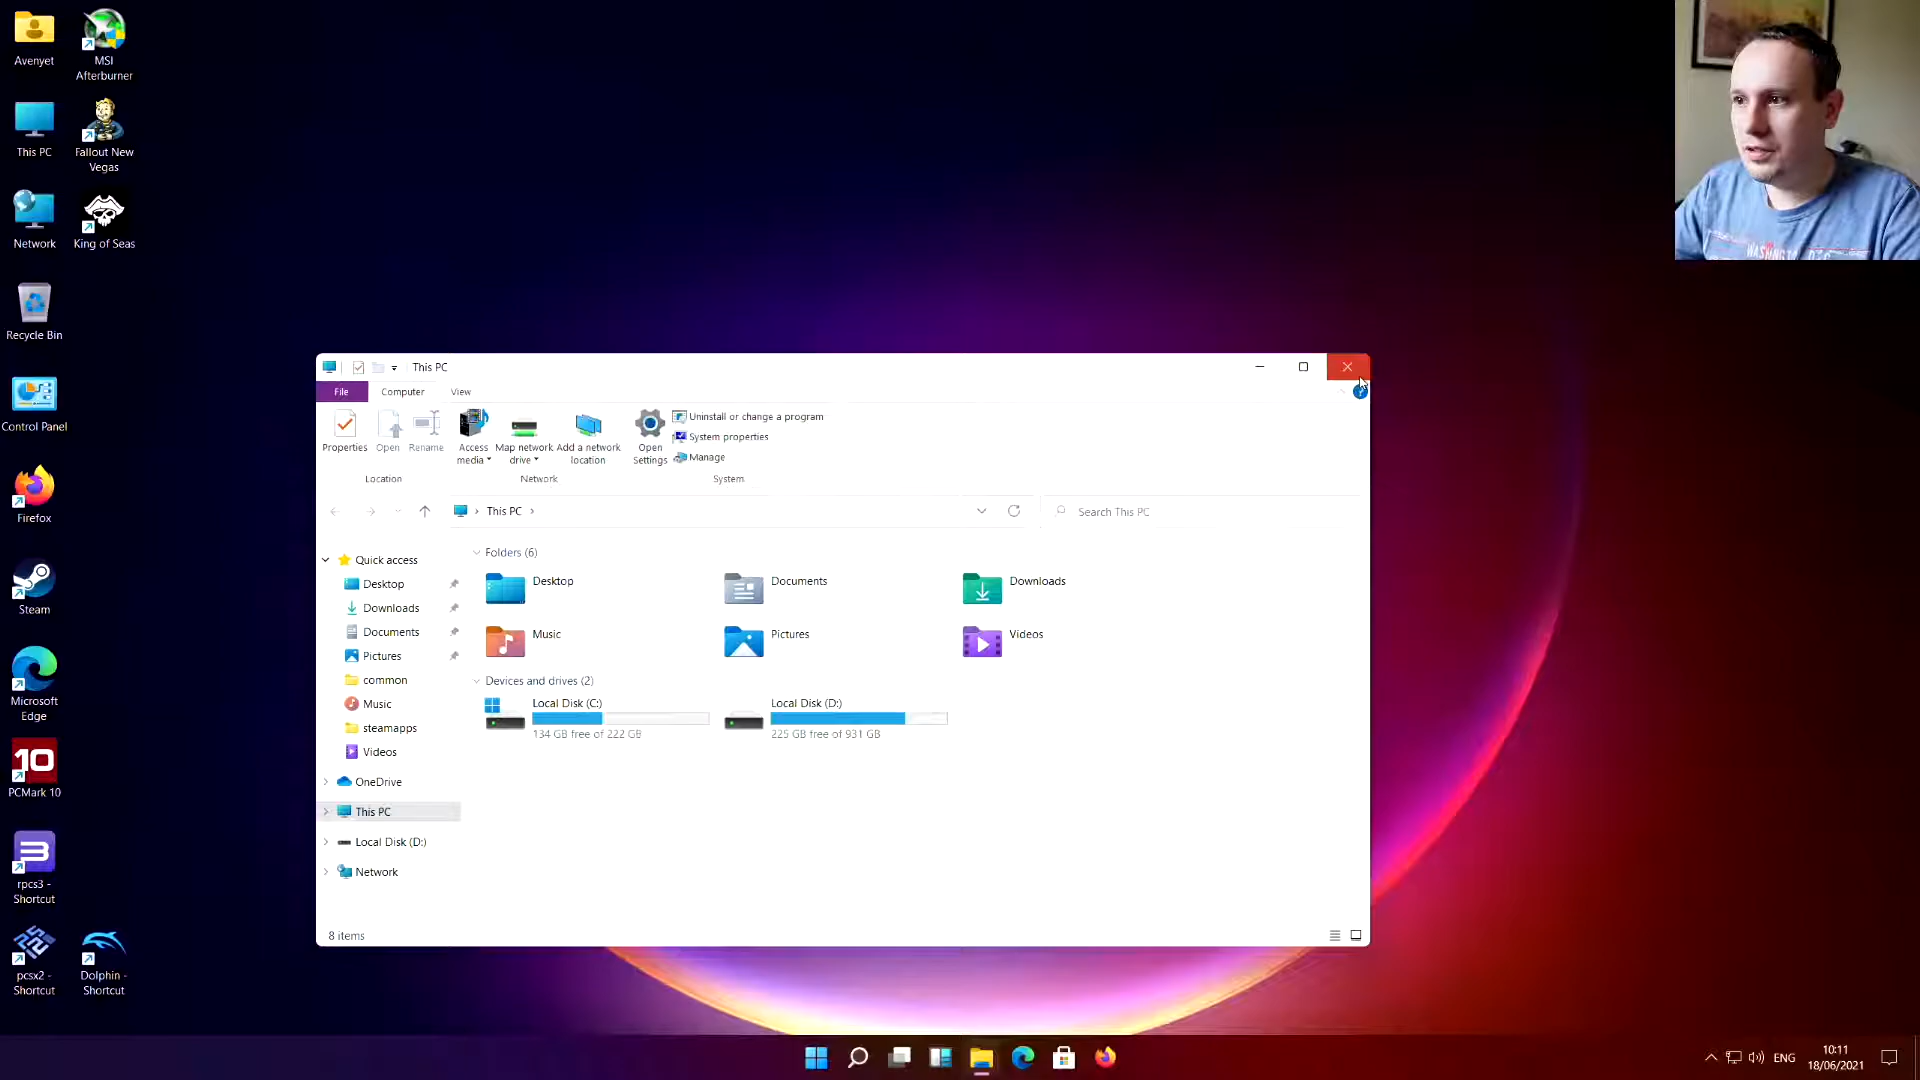 Avenyet
MSI
Afterburner
This PC
Fallout New
Vegas
Network
King of Seas
Recycle Bin
Control Panel
Firefox
Steam
Microsoft
Edge
10
PCMark 10
rpcs3 -
Shortcut
pcsx2 -
Shortcut
Dolphin -
Shortcut
This PC
File
Computer
View
Properties
Open
Rename
Access
media
Map network
drive
Add a network
location
Open
Settings
Uninstall or change a program
System properties
Manage
Location
Network
System
This PC
Search This PC
Quick access
Desktop
Downloads
Documents
Pictures
common
Music
steamapps
Videos
OneDrive
This PC
Local Disk (D:)
Network
Folders (6)
Desktop
Documents
Downloads
Music
Pictures
Videos
Devices and drives (2)
Local Disk (C:)
134 GB free of 222 GB
Local Disk (D:)
225 GB free of 931 GB
8 items
ENG
10:11
18/06/2021